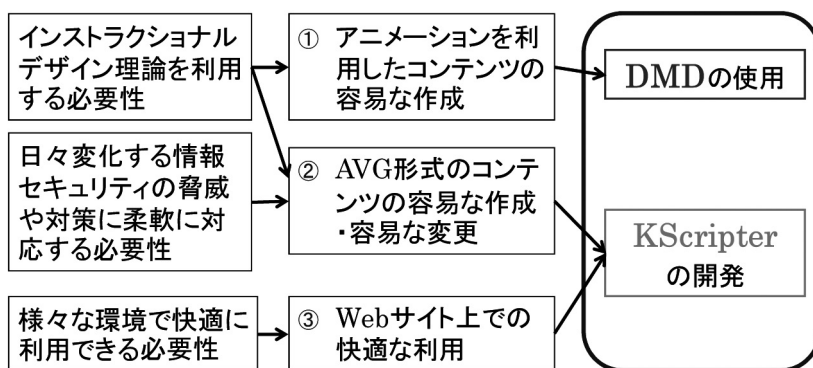 インストラクショナル
デザイン理論を利用
する必要性
① アニメーションを利
用したコンテンツの
容易な作成
DMDの使用
日々変化する情報
セキュリティの脅威
や対策に柔軟に対
応する必要性
② AVG形式のコンテ
ンツの容易な作成
・容易な変更
KScripter
の開発
様々な環境で快適に
利用できる必要性
③ Webサイト上での
快適な利用